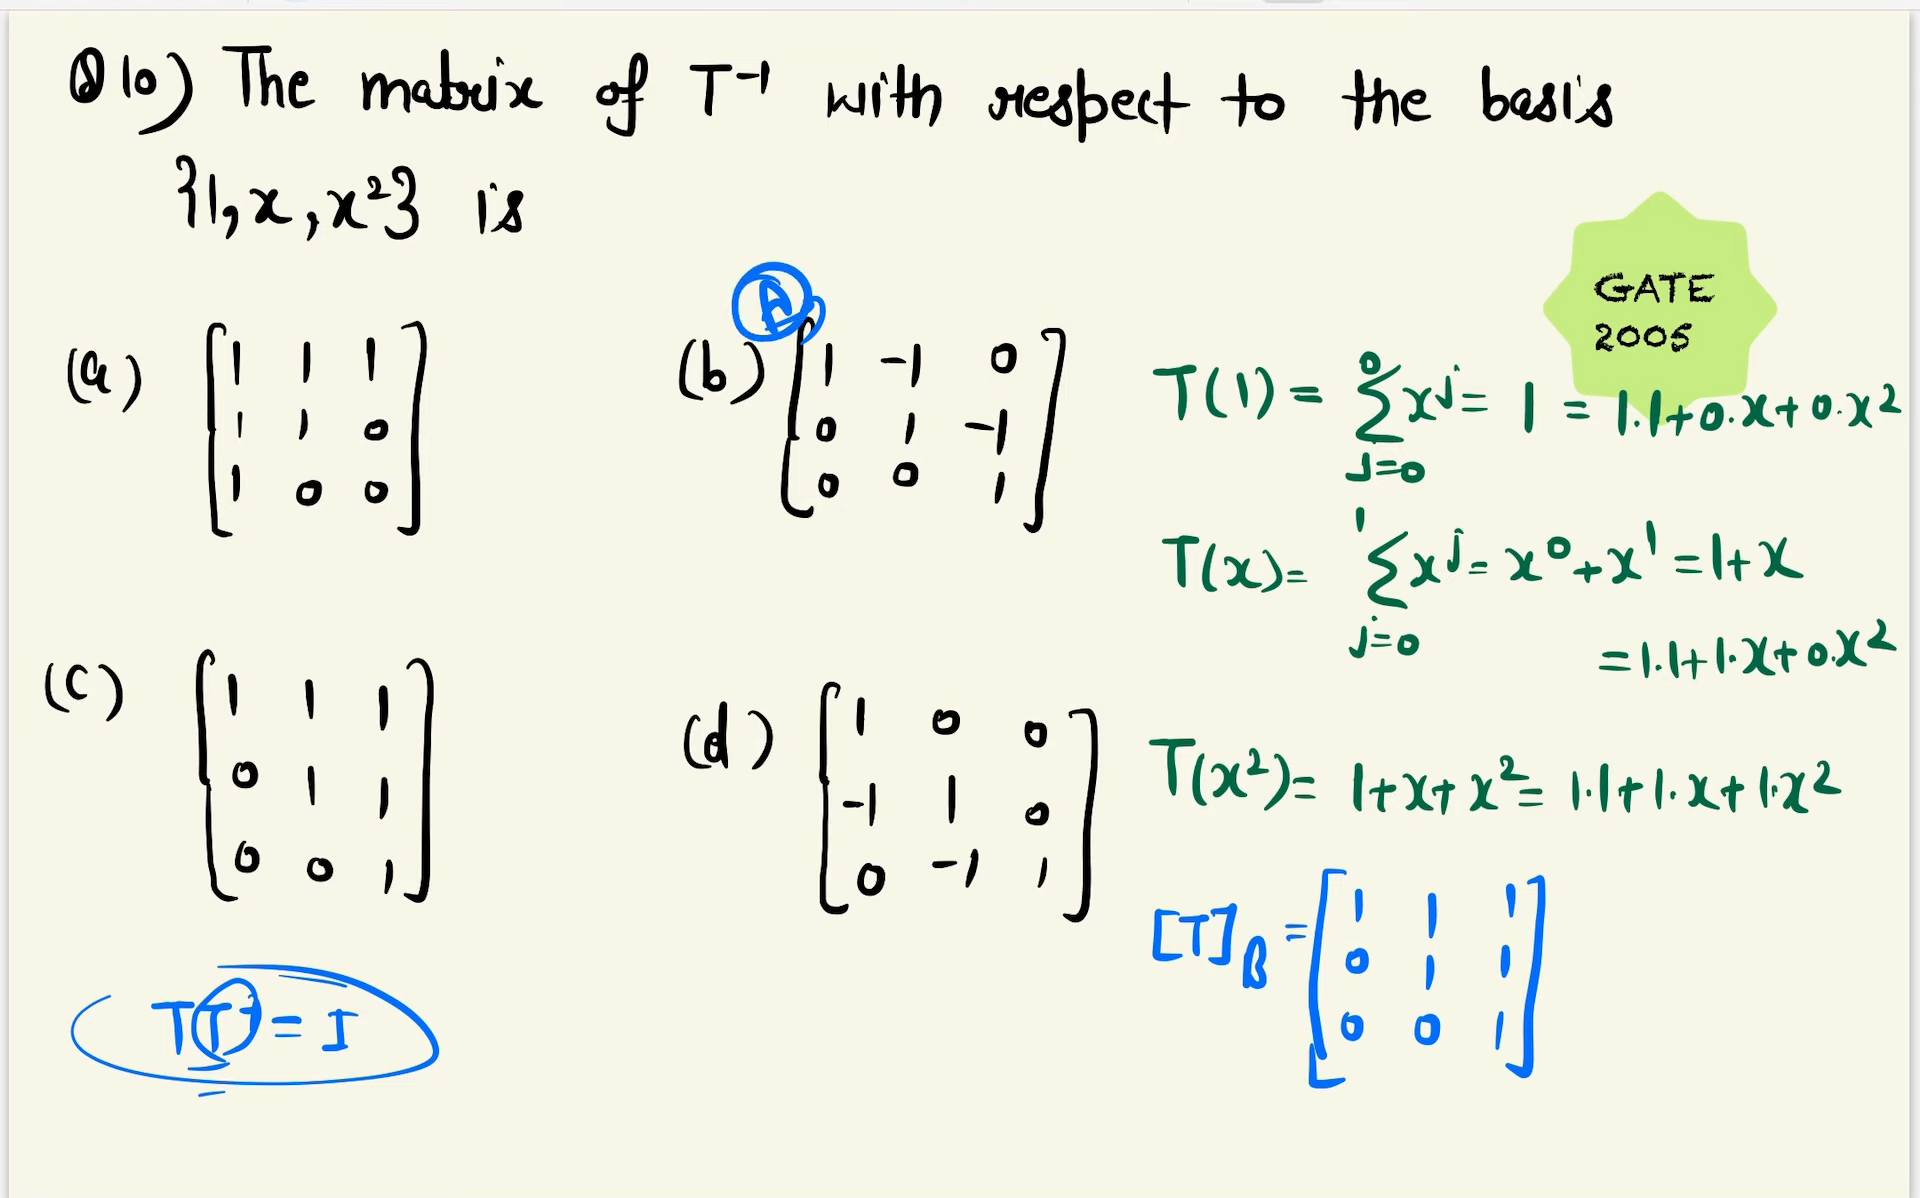 Q10) The matrix of T⁻¹ with respect to the basis
{1, x, x²} is
GATE
2005
(a) [1 1 1
1 1 0
1 0 0]
A
(b) [1 -1 0
0 1 -1
0 0 1]
(c) [1 1 1
0 1 1
0 0 1]
(d) [1 0 0
-1 1 0
0 -1 1]
T(1) = 0 Σ j=0 xʲ = 1 = 1.1+0.x+0.x²
T(x) = 1 Σ j=0 xʲ = x⁰+x¹ = 1+x
= 1.1+1.x+0.x²
T(x²) = 1+x+x² = 1.1+1.x+1.x²
[T]B = [1 1 1
0 1 1
0 0 1]
TT⁻¹ = I